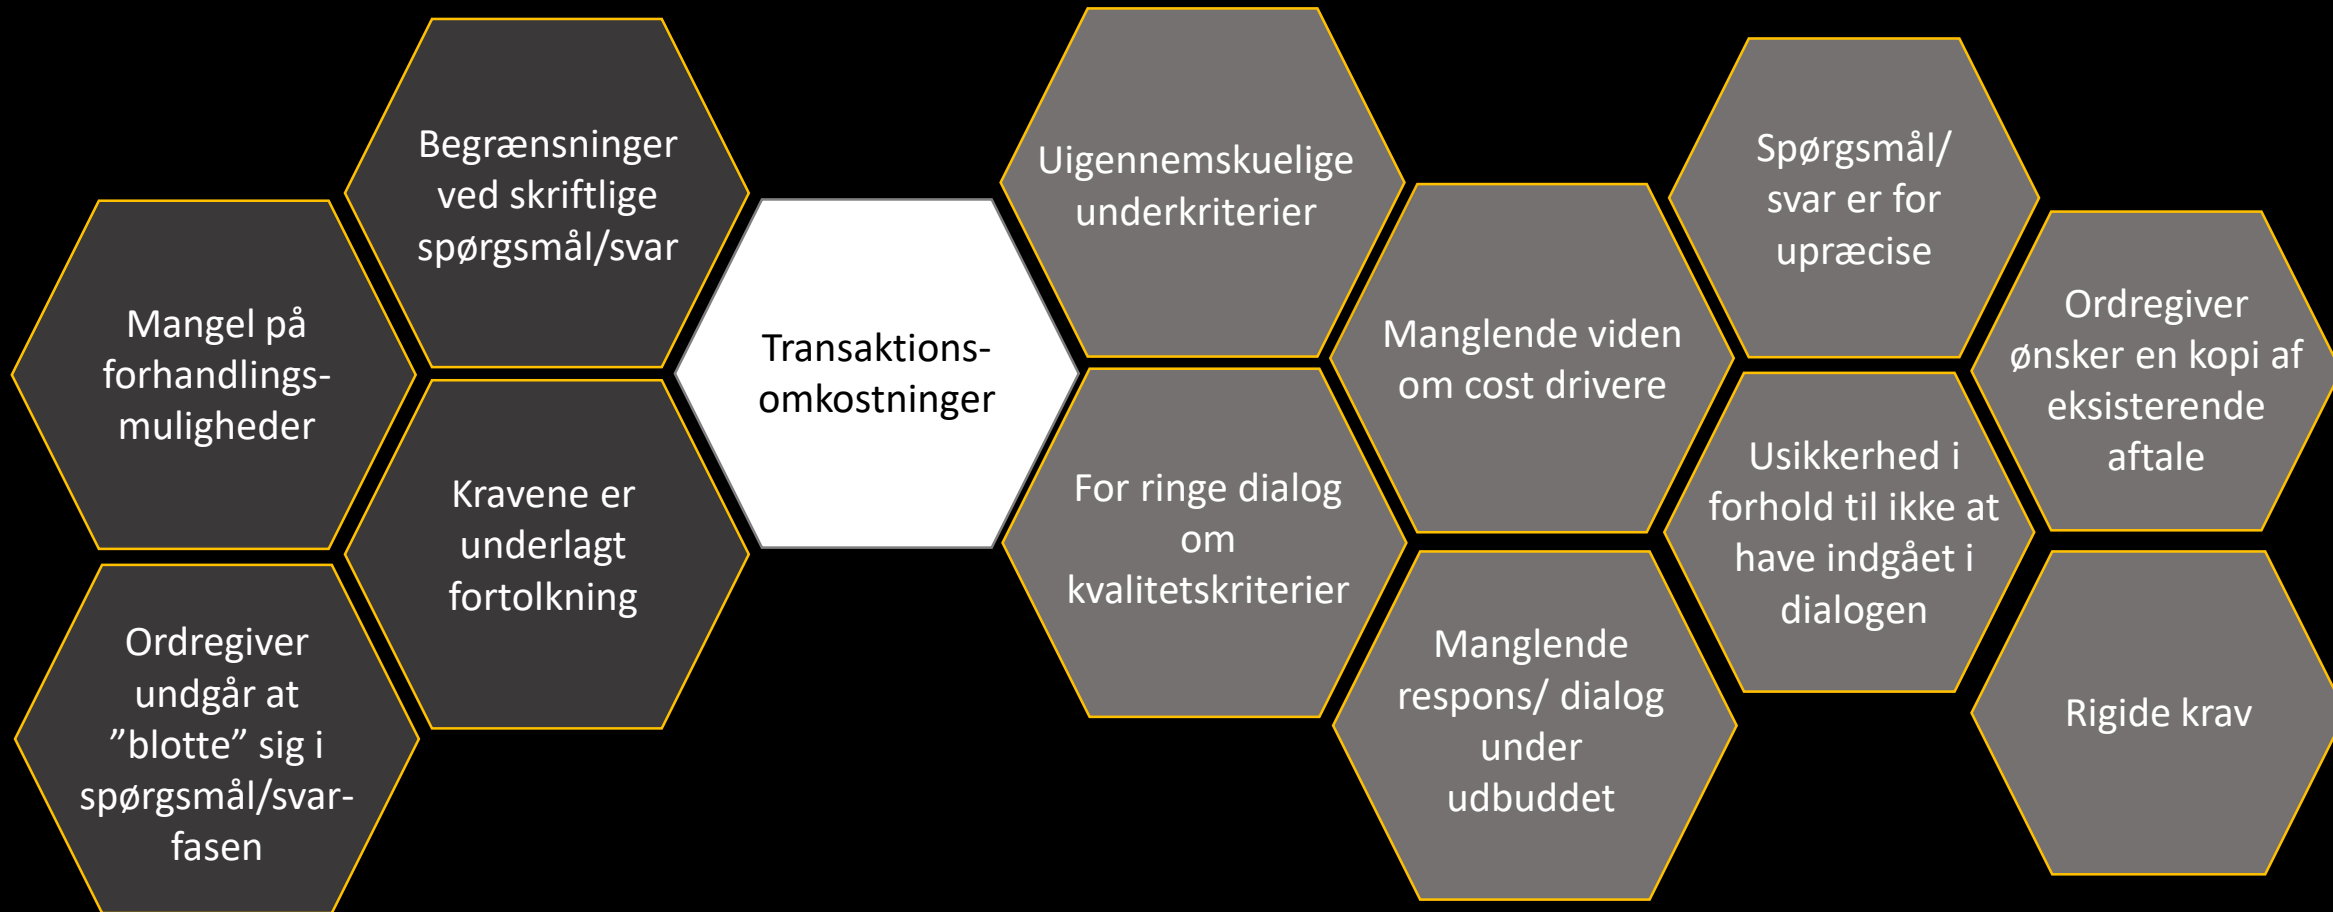 Mangel på
forhandlings-
muligheder
Ordregiver
undgår at
”blotte” sig i
spørgsmål/svar-
fasen
Begrænsninger
ved skriftlige
spørgsmål/svar
Kravene er
underlagt
fortolkning
Transaktions-
omkostninger
Uigennemskuelige
underkriterier
For ringe dialog
om
kvalitetskriterier
Manglende viden
om cost drivere
Manglende
respons/ dialog
under
udbuddet
Spørgsmål/
svar er for
upræcise
Usikkerhed i
forhold til ikke at
have indgået i
dialogen
Ordregiver
ønsker en kopi af
eksisterende
aftale
Rigide krav